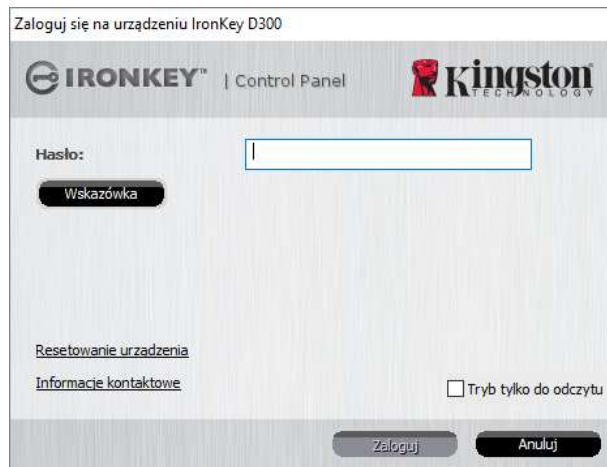 Zaloguj się na urządzeniu IronKey D300
IRONKEY™ | Control Panel
Kingston
TECHNOLOGY
Hasło:
Wskazówka
Resetowanie urzadzenia
Informacje kontaktowe
Tryb tylko do odczytu
Zaloguj
Anuluj